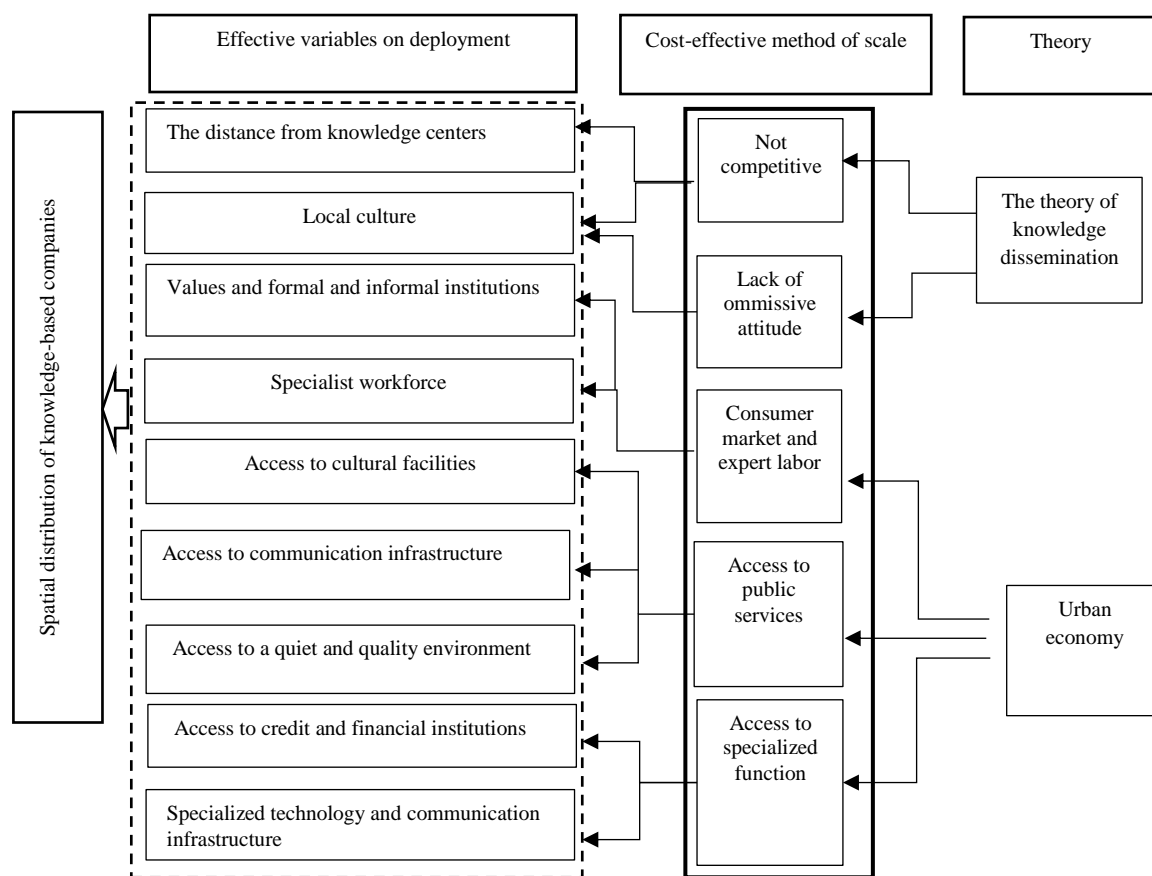 Effective variables on deployment
Cost-effective method of scale
Theory
Spatial distribution of knowledge-based companies
The distance from knowledge centers
Local culture
Values and formal and informal institutions
Specialist workforce
Access to cultural facilities
Access to communication infrastructure
Access to a quiet and quality environment
Access to credit and financial institutions
Specialized technology and communication
infrastructure
Not
competitive
Lack of
ommissive
attitude
Consumer
market and
expert labor
Access to
public
services
Access to
specialized
function
The theory of
knowledge
dissemination
Urban
economy